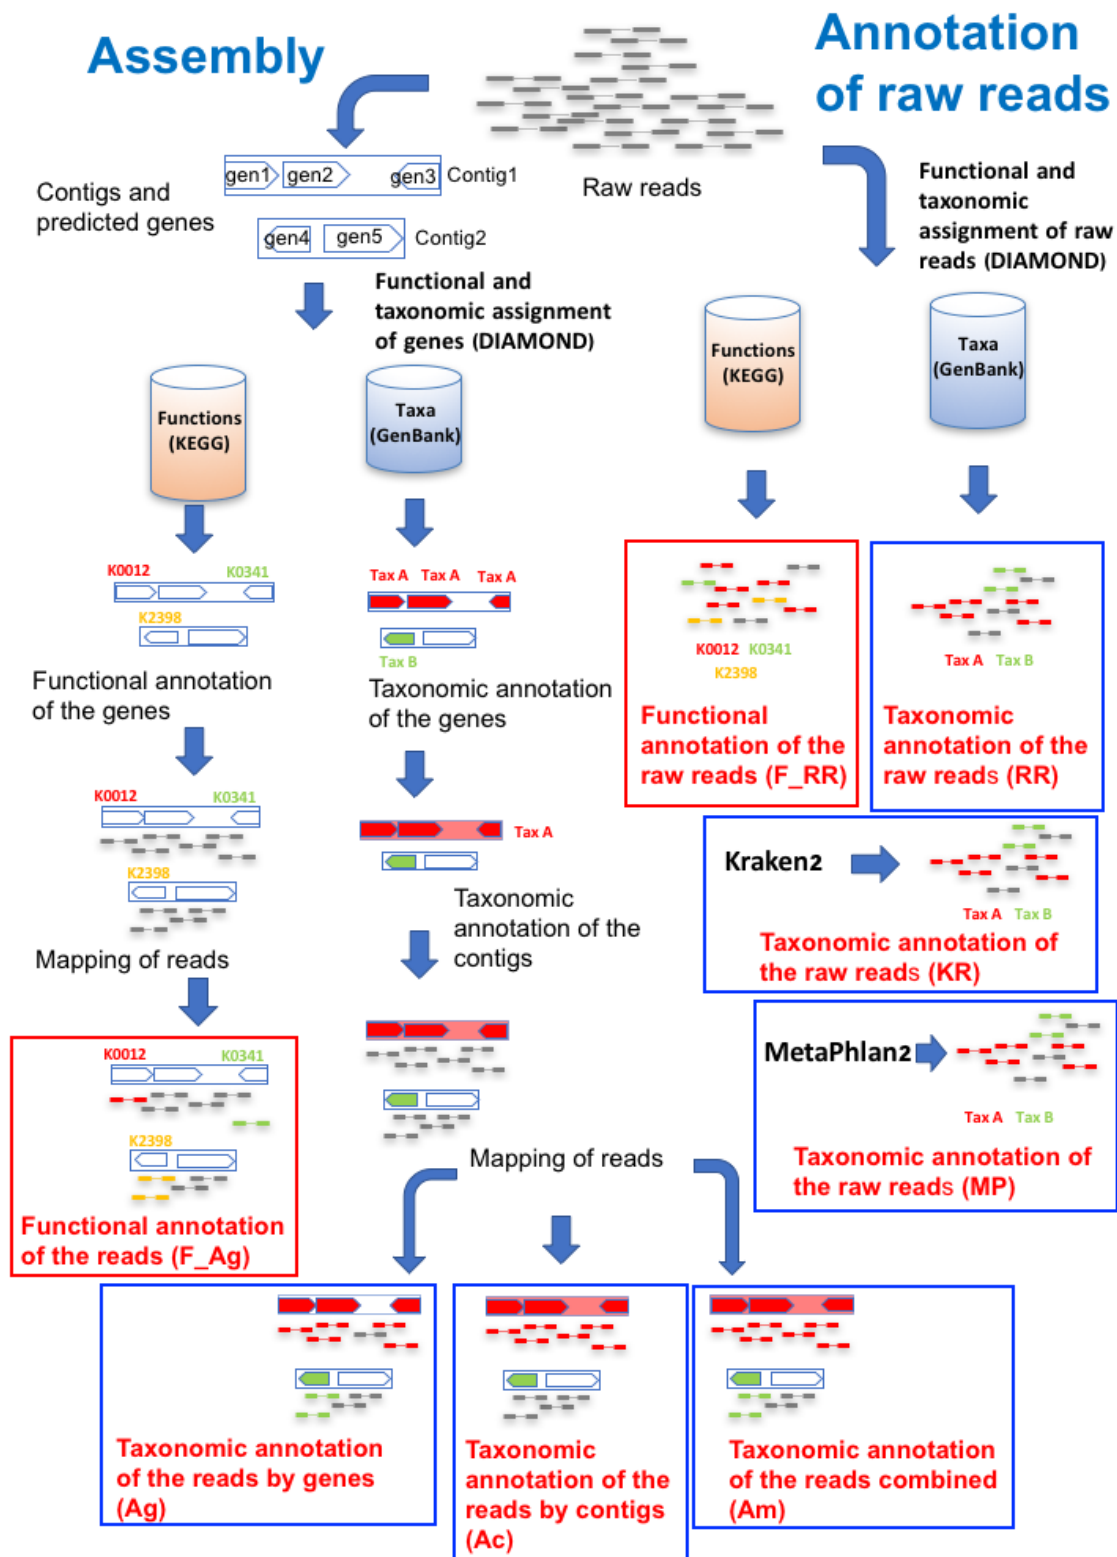 Assembly
Annotation
of raw reads
gen1
gen2
gen3
Contig1
Contigs and
predicted genes
gen4
gen5
Contig2
Raw reads
Functional and
taxonomic
assignment of raw
reads (DIAMOND)
Functional and
taxonomic assignment
of genes (DIAMOND)
Functions
(KEGG)
Taxa
(GenBank)
Functions
(KEGG)
Taxa
(GenBank)
K0012
K0341
K2398
Functional annotation
of the genes
Tax A
Tax A
Tax A
Tax B
Taxonomic annotation
of the genes
K0012 K0341
K2398
Functional
annotation of the
raw reads (F_RR)
Tax A Tax B
Taxonomic
annotation of the
raw reads (RR)
K0012
K0341
K2398
Mapping of reads
Tax A
Taxonomic
annotation of the
contigs
Kraken2
Tax A Tax B
Taxonomic annotation of
the raw reads (KR)
MetaPhlan2
Tax A Tax B
Taxonomic annotation of
the raw reads (MP)
K0012
K0341
K2398
Functional annotation
of the reads (F_Ag)
Mapping of reads
Taxonomic annotation
of the reads by genes
(Ag)
Taxonomic
annotation of the
reads by contigs
(Ac)
Taxonomic annotation
of the reads combined
(Am)